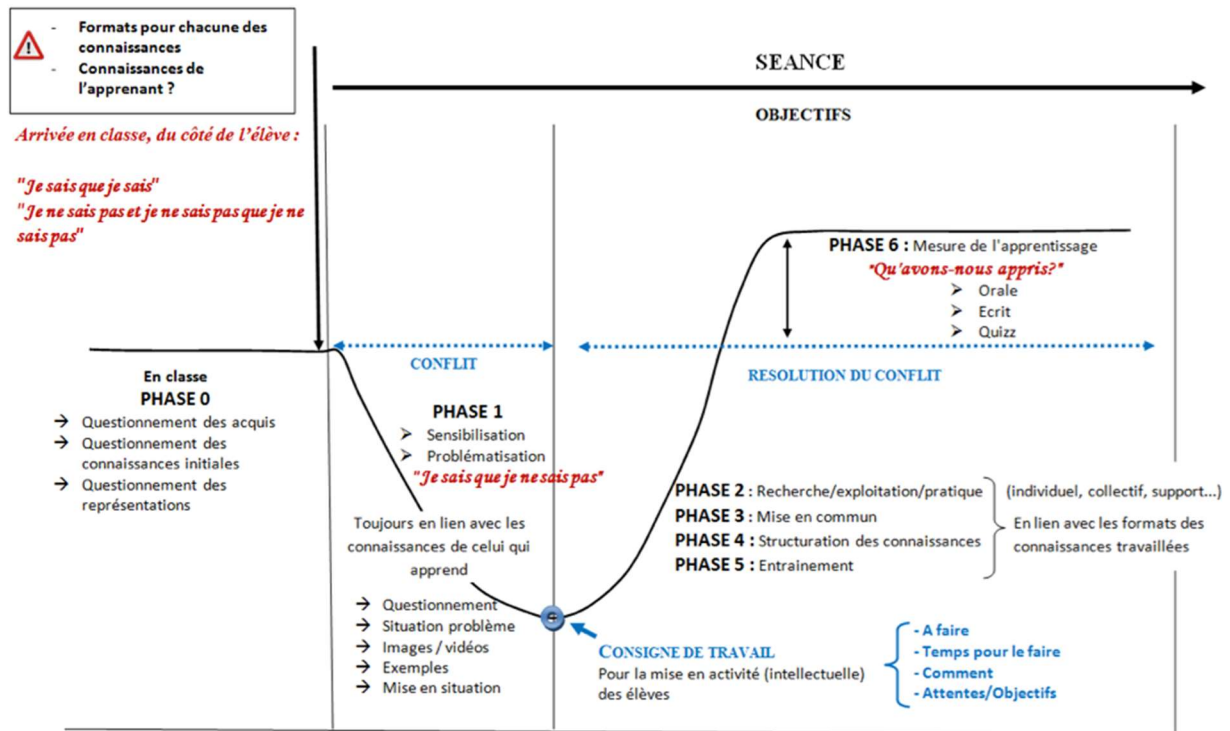 - Formats pour chacune des
connaissances
- Connaissances de
l'apprenant ?
SEANCE
OBJECTIFS
Arrivée en classe, du côté de l'élève :
"Je sais que je sais"
"Je ne sais pas et je ne sais pas que je ne
sais pas"
PHASE 6 : Mesure de l'apprentissage
"Qu'avons-nous appris?"
➢ Orale
➢ Ecrit
➢ Quizz
CONFLIT
RESOLUTION DU CONFLIT
En classe
PHASE 0
→ Questionnement des acquis
→ Questionnement des
connaissances initiales
→ Questionnement des
représentations
PHASE 1
➢ Sensibilisation
➢ Problématisation
"Je sais que je ne sais pas"
Toujours en lien avec les
connaissances de celui qui
apprend
→ Questionnement
→ Situation problème
→ Images / vidéos
→ Exemples
→ Mise en situation
PHASE 2 : Recherche/exploitation/pratique
PHASE 3 : Mise en commun
PHASE 4 : Structuration des connaissances
PHASE 5 : Entrainement
(individuel, collectif, support...)
En lien avec les formats des
connaissances travaillées
CONSIGNE DE TRAVAIL
Pour la mise en activité (intellectuelle)
des élèves
- A faire
- Temps pour le faire
- Comment
- Attentes/Objectifs